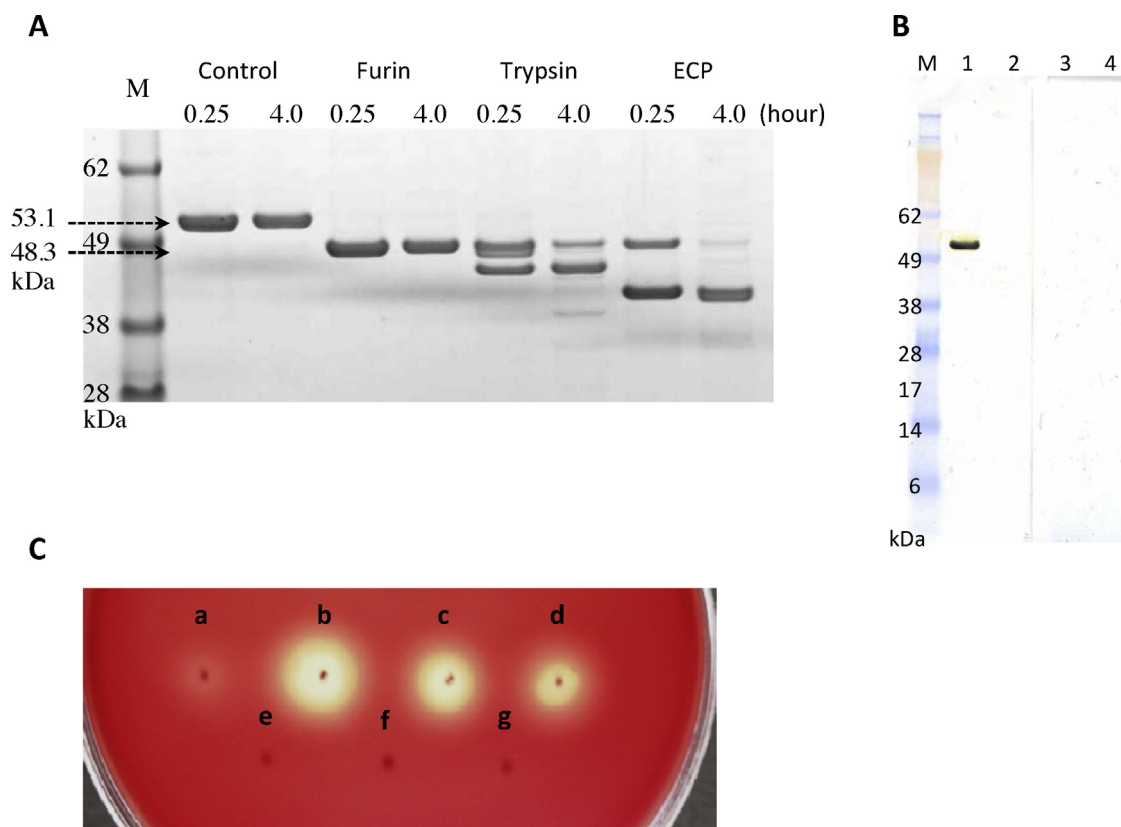 A
Control Furin Trypsin ECP
M
0.25 4.0 0.25 4.0 0.25 4.0 0.25 4.0 (hour)
62
53.1
49
48.3
kDa
38
28
kDa
B
M 1 2 3 4
62
49
38
28
17
14
6
kDa
C
a b c d
e f g